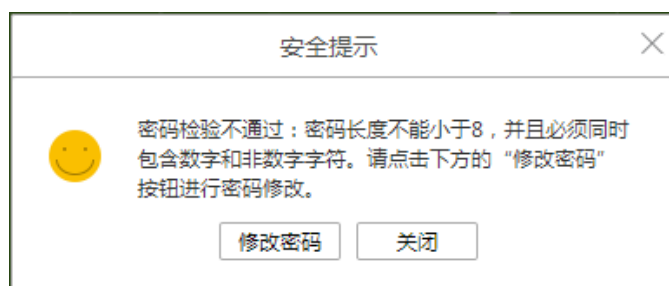 安全提示
密码检验不通过：密码长度不能小于8，并且必须同时
包含数字和非数字字符。请点击下方的“修改密码”
按钮进行密码修改。
修改密码
关闭